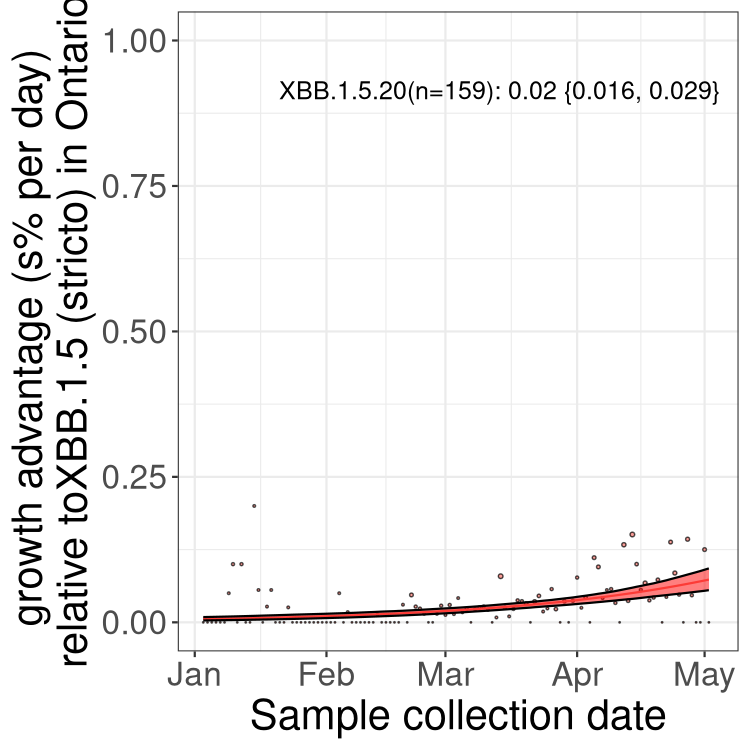 growth advantage (s% per day)
relative toXBB.1.5 (stricto) in Ontario
1.00
0.75
0.50
0.25
0.00
XBB.1.5.20(n=159): 0.02 {0.016, 0.029}
Jan Feb Mar Apr May
Sample collection date